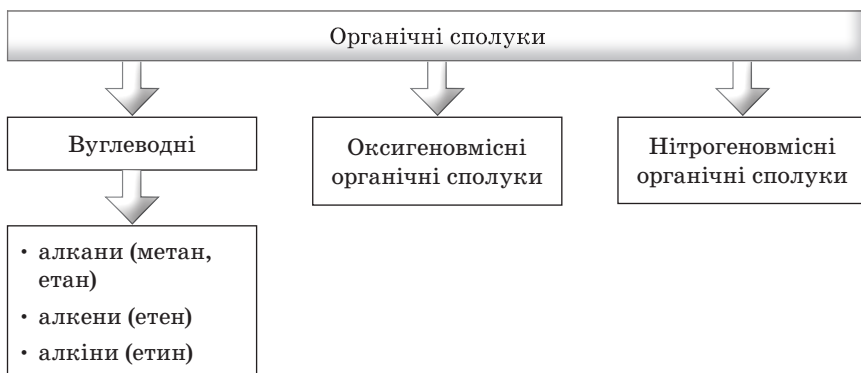 Органічні сполуки
Вуглеводні
Оксигеновмісні
органічні сполуки
Нітрогеновмісні
органічні сполуки
• алкани (метан,
етан)
• алкени (етен)
• алкіни (етин)